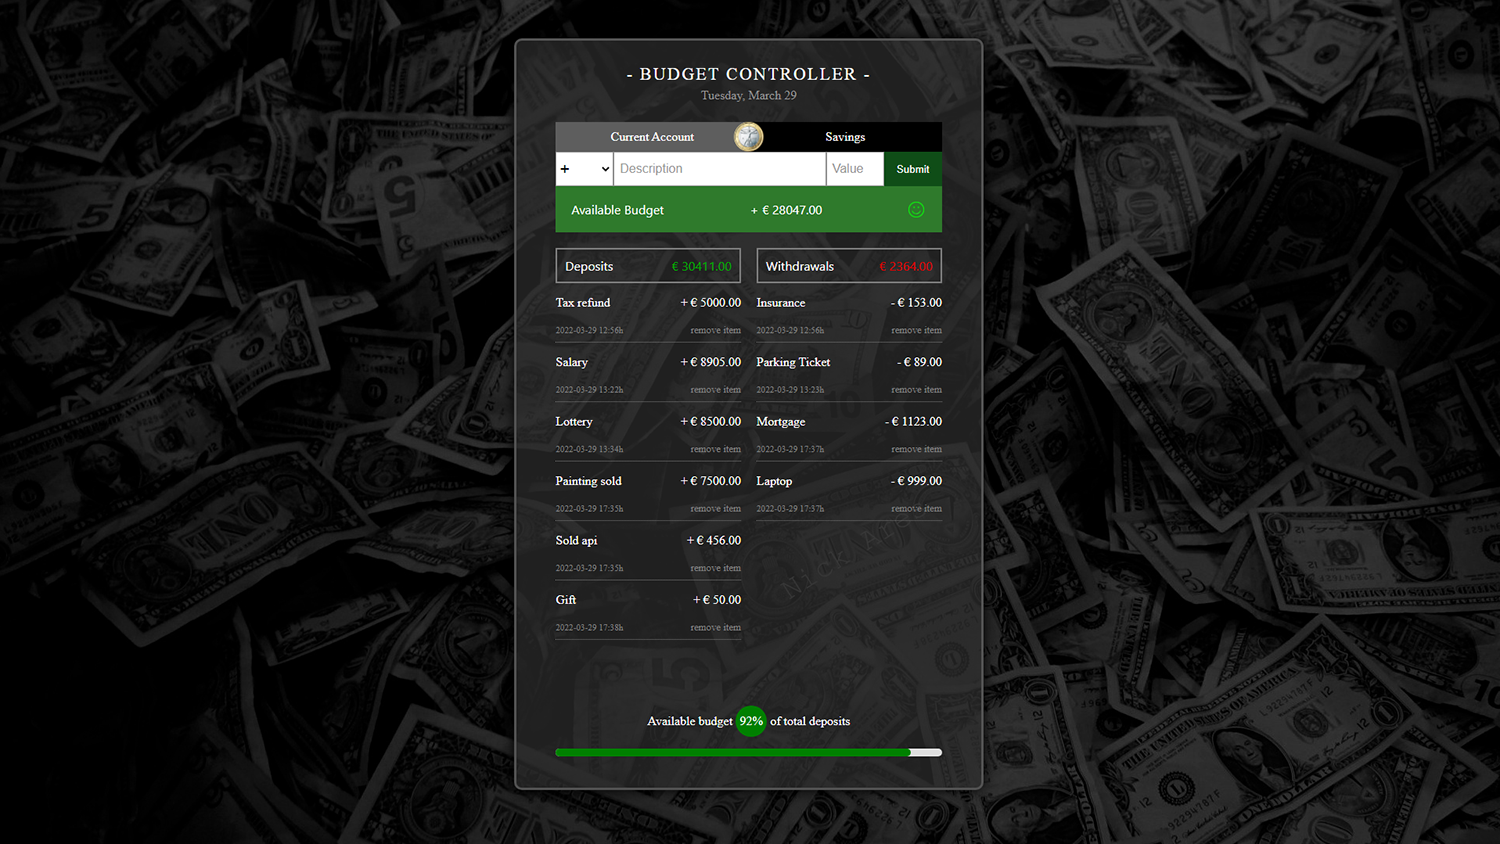 - BUDGET CONTROLLER -
Tuesday, March 29
Current Account Savings
+ Description Value Submit
Available Budget + € 28047.00
Deposits € 30411.00 Withdrawals € 2364.00
Tax refund + € 5000.00 Insurance - € 153.00
2022-03-29 12:56h remove item 2022-03-29 12:56h remove item
Salary + € 8905.00 Parking Ticket - € 89.00
2022-03-29 13:22h remove item 2022-03-29 13:23h remove item
Lottery + € 8500.00 Mortgage - € 1123.00
2022-03-29 13:34h remove item 2022-03-29 17:37h remove item
Painting sold + € 7500.00 Laptop - € 999.00
2022-03-29 17:35h remove item 2022-03-29 17:37h remove item
Sold api + € 456.00
2022-03-29 17:35h remove item
Gift + € 50.00
2022-03-29 17:38h remove item
Available budget 92% of total deposits